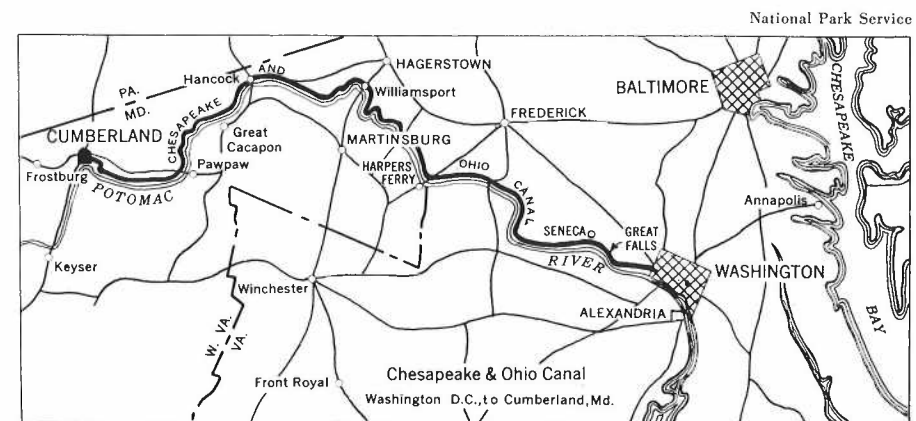 National Park Service
PA.
MD.
Hancock
AND
HAGERSTOWN
Williamsport
BALTIMORE
CHESAPEAKE
CUMBERLAND
CHESAPEAKE
Great
Cacapon
MARTINSBURG
FREDERICK
Frostburg
Pawpaw
POTOMAC
HARPERS
FERRY
OHIO
CANAL
Annapolis
SENECA
GREAT
FALLS
RIVER
Keyser
Winchester
WASHINGTON
ALEXANDRIA
BAY
W. VA.
VA.
Front Royal
Chesapeake & Ohio Canal
Washington D.C., to Cumberland, Md.